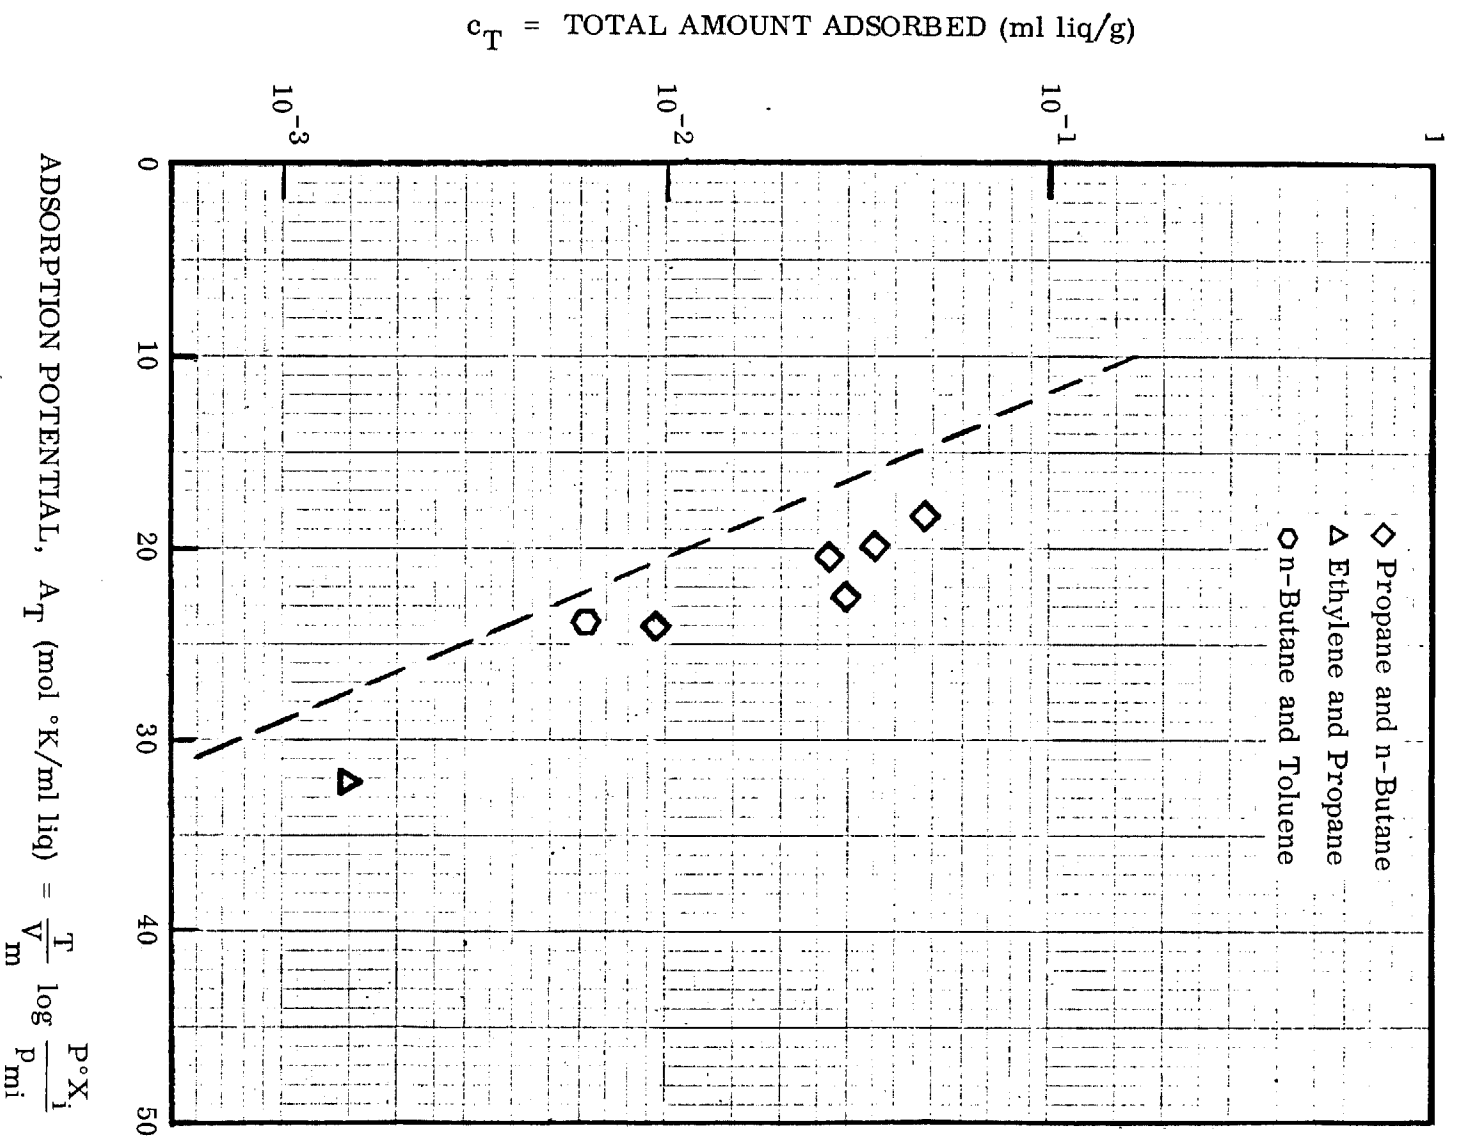 c_T = TOTAL AMOUNT ADSORBED (ml liq/g)
10^-3
10^-2
10^-1
1
0
10
20
30
40
50
◇ Propane and n-Butane
△ Ethylene and Propane
⬡ n-Butane and Toluene
ADSORPTION POTENTIAL, A_T (mol °K/ml liq) = T/V_m log P°X_i/P_mi